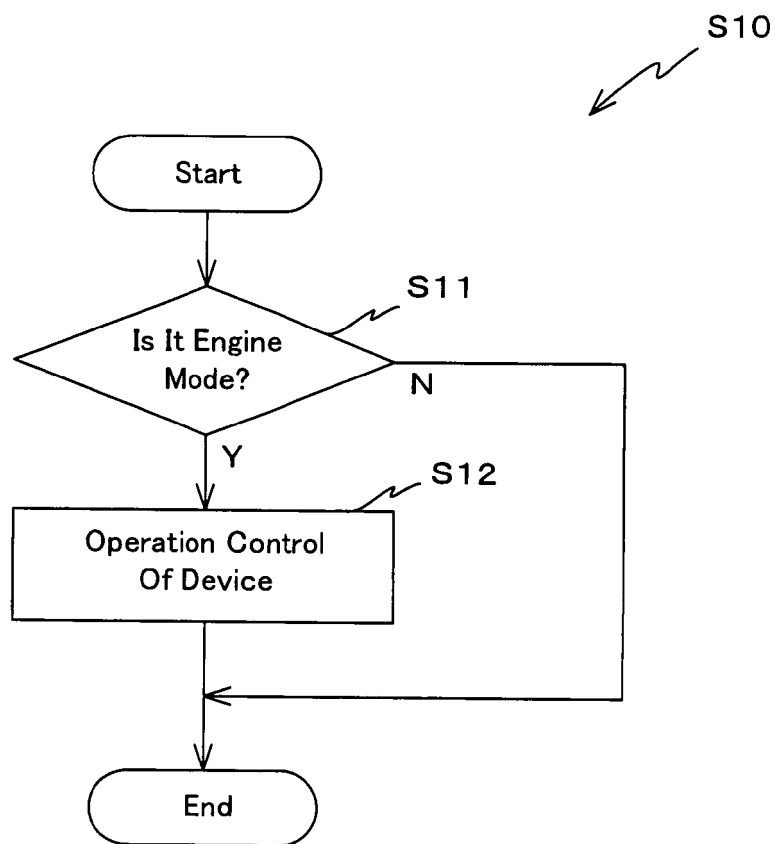 S10
Start
S11
Is It Engine
Mode?
N
Y
S12
Operation Control
Of Device
End